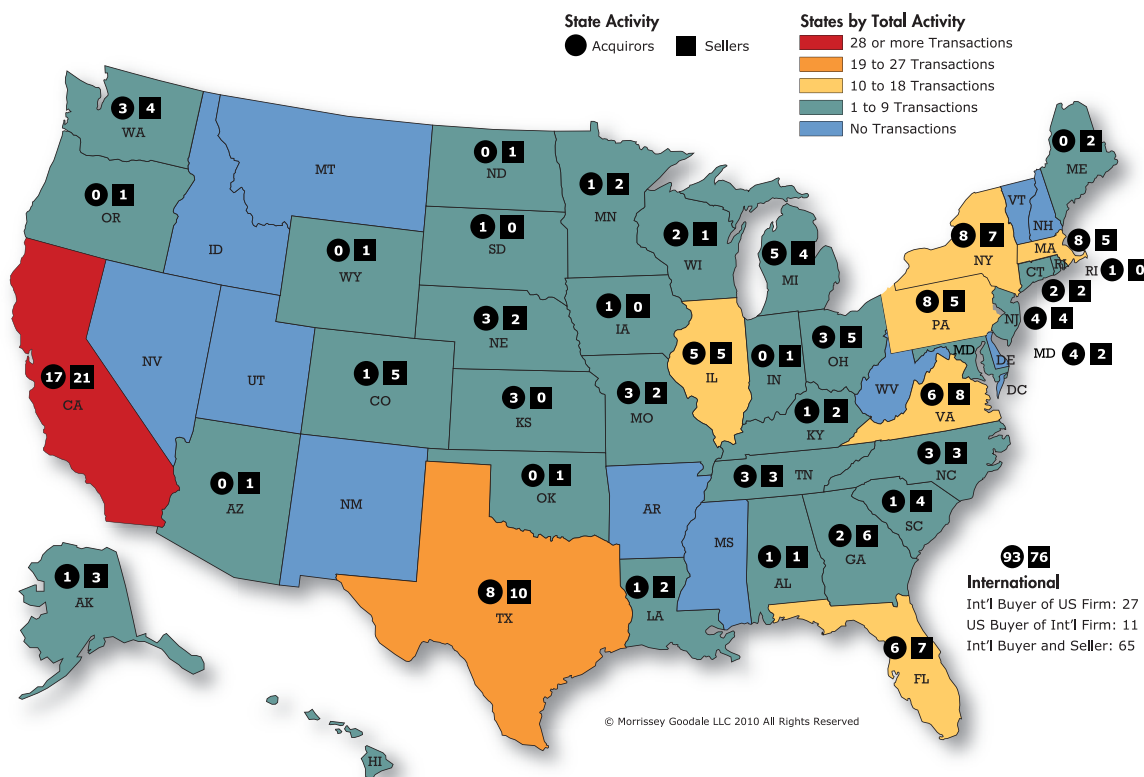 State Activity
Acquirors
Sellers
States by Total Activity
28 or more Transactions
19 to 27 Transactions
10 to 18 Transactions
1 to 9 Transactions
No Transactions
3 4
WA
0 1
OR
MT
ID
0 1
ND
1 0
SD
0 1
WY
1 2
MN
2 1
WI
5 4
MI
0 2
ME
VT
NH
8 7
NY
MA
8 5
CT
RI
RI 1 0
2 2
8 5
PA
NJ
4 4
MD
MD 4 2
DE
DC
17 21
CA
NV
UT
1 5
CO
3 2
NE
1 0
IA
3 0
KS
3 2
MO
5 5
IL
0 1
IN
3 5
OH
WV
6 8
VA
1 2
KY
0 1
AZ
NM
0 1
OK
AR
3 3
TN
3 3
NC
1 4
SC
2 6
GA
1 1
AL
MS
1 2
LA
8 10
TX
6 7
FL
1 3
AK
HI
93 76
International
Int'l Buyer of US Firm: 27
US Buyer of Int'l Firm: 11
Int'l Buyer and Seller: 65
© Morrissey Goodale LLC 2010 All Rights Reserved